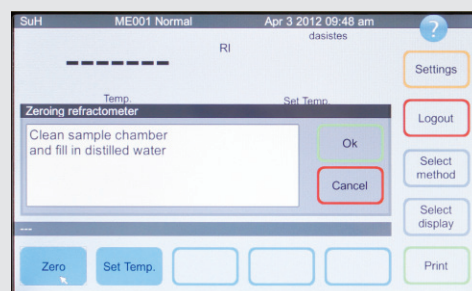 SuH ME001 Normal Apr 3 2012 09:48 am
?
dasistes
RI
-------
Settings
Temp. Set Temp.
Zeroing refractometer
Logout
Clean sample chamber
and fill in distilled water
Ok
Select
method
Cancel
Select
display
---
Zero
Set Temp.
Print